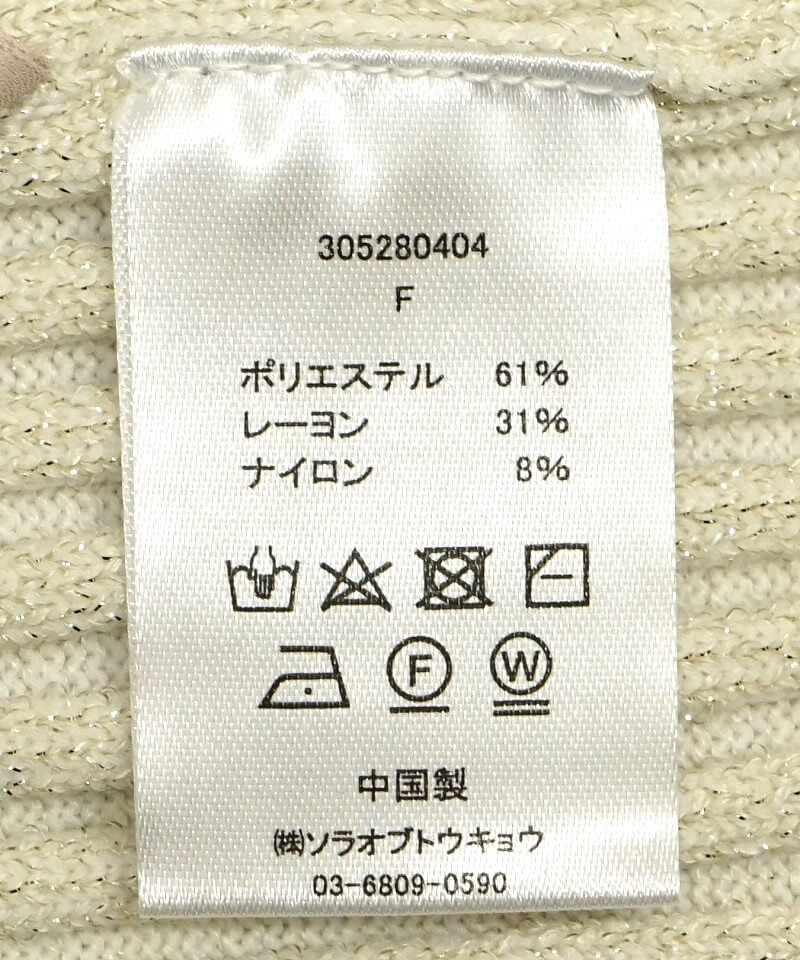 305280404
F
ポリエステル 61%
レーヨン 31%
ナイロン 8%
F W
中国製
㈱ソラオブトウキョウ
03-6809-0590